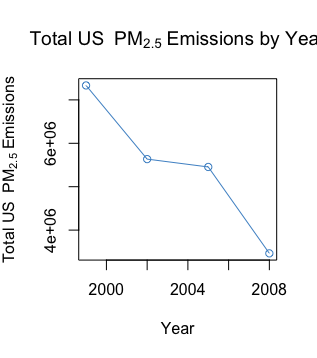 Total US PM2.5 Emissions by Yea
Total US PM2.5 Emissions
6e+06
4e+06
2000 2004 2008
Year